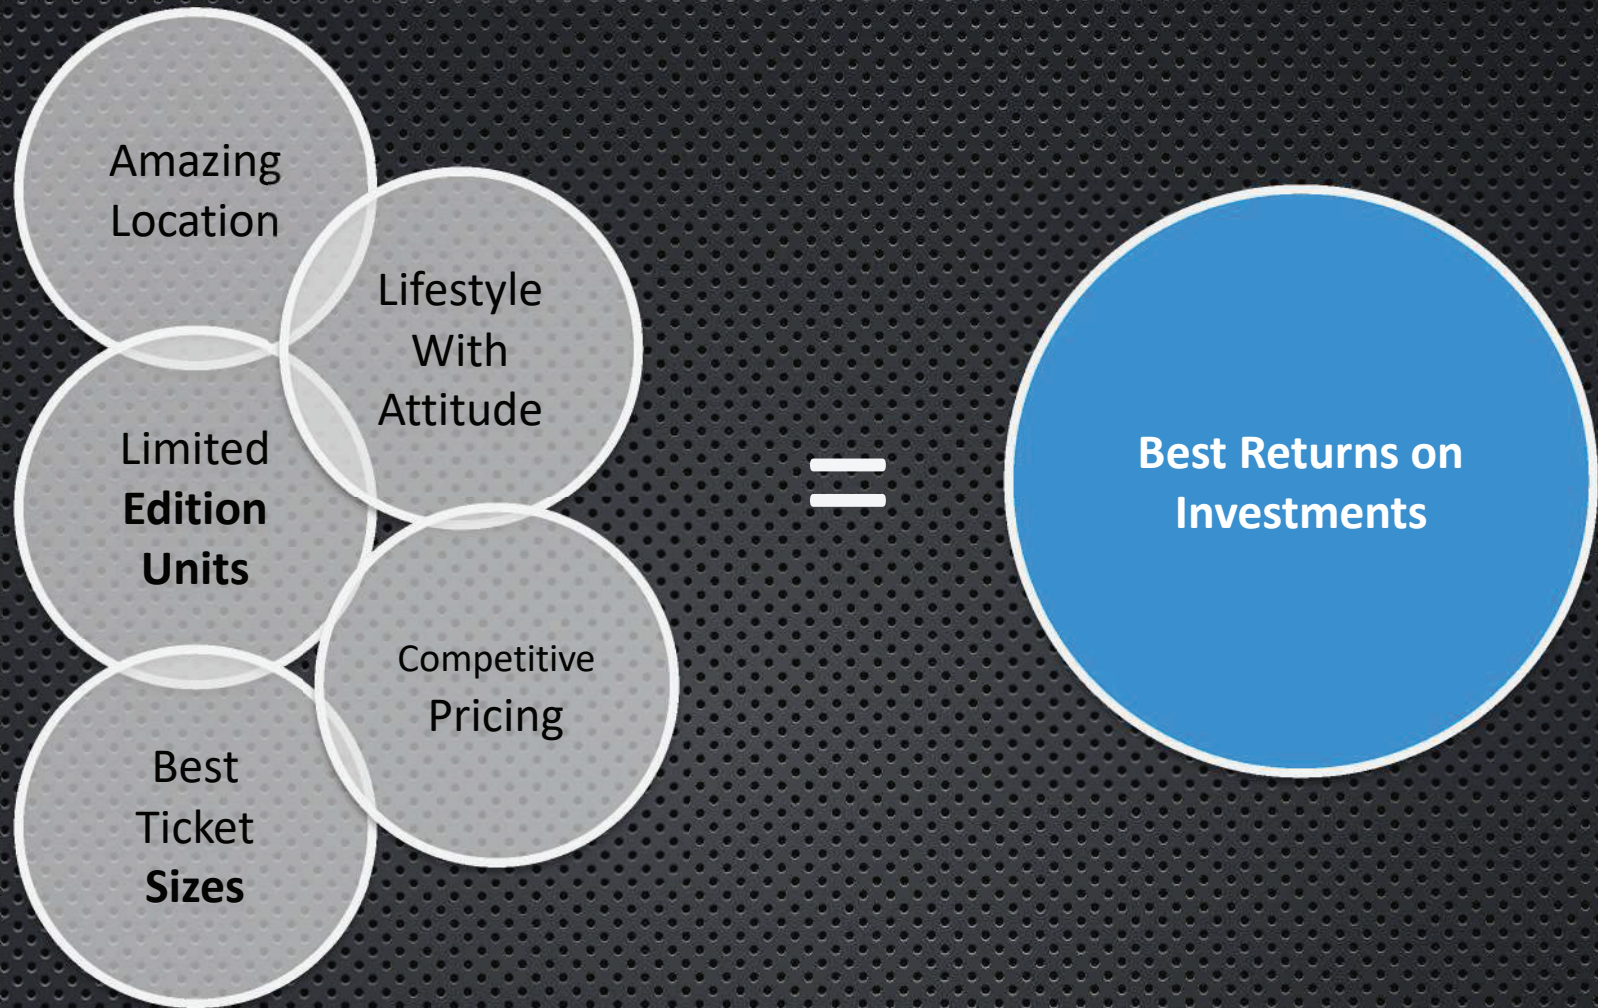 Amazing
Location
Lifestyle
With
Attitude
Limited
Edition
Units
Competitive
Pricing
Best
Ticket
Sizes
=
Best Returns on
Investments